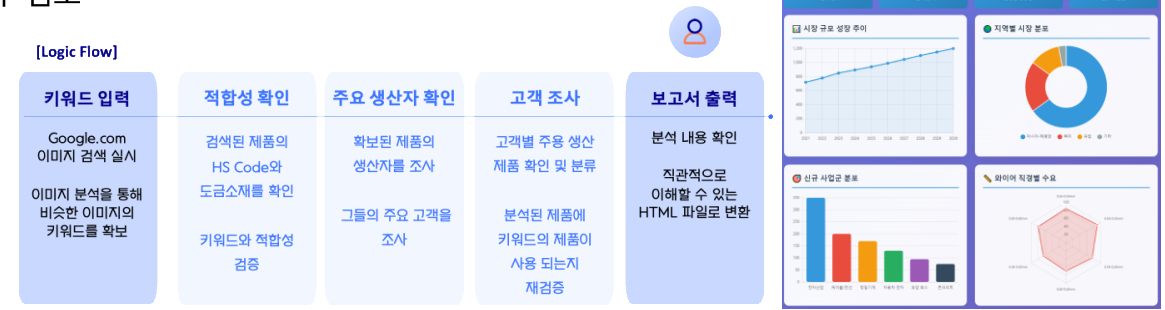 [Logic Flow]
키워드 입력
Google.com
이미지 검색 실시
이미지 분석을 통해
비슷한 이미지의
키워드를 확보
적합성 확인
검색된 제품의
HS Code와
도금소재를 확인
키워드와 적합성
검증
주요 생산자 확인
확보된 제품의
생산자를 조사
그들의 주요 고객을
조사
고객 조사
고객별 주용 생산
제품 확인 및 분류
분석된 제품에
키워드의 제품이
사용 되는지
재검증
보고서 출력
분석 내용 확인
직관적으로
이해할 수 있는
HTML 파일로 변환
시장 규모 성장 추이
지역별 시장 분포
신규 사업군 분포
와이어 직경별 수요